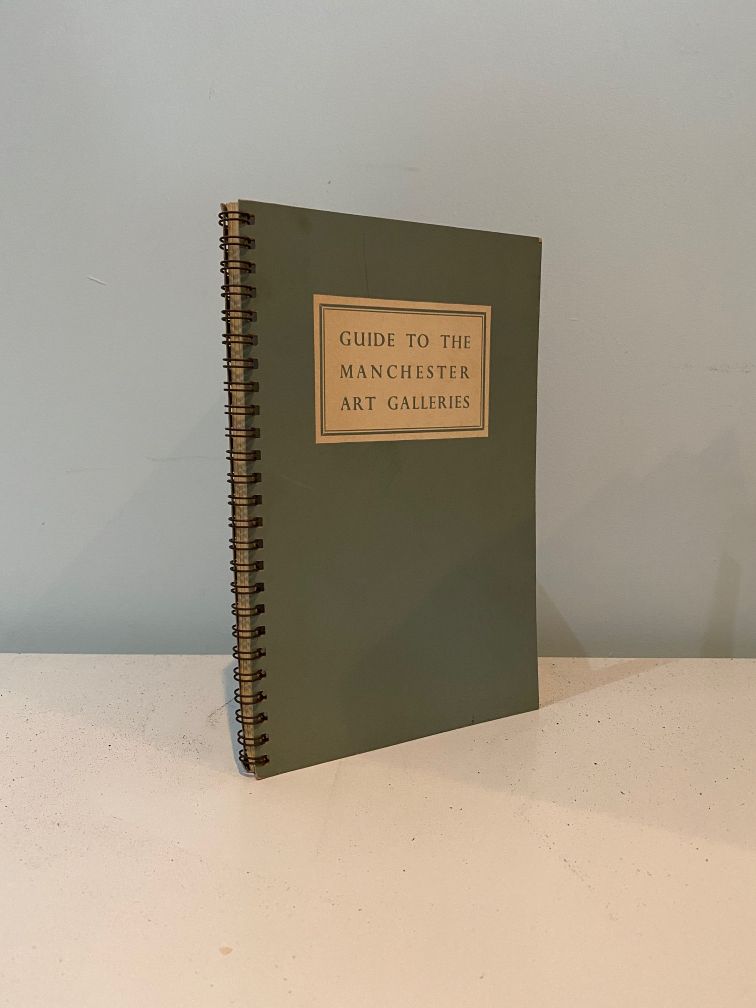 GUIDE TO THE
MANCHESTER
ART GALLERIES